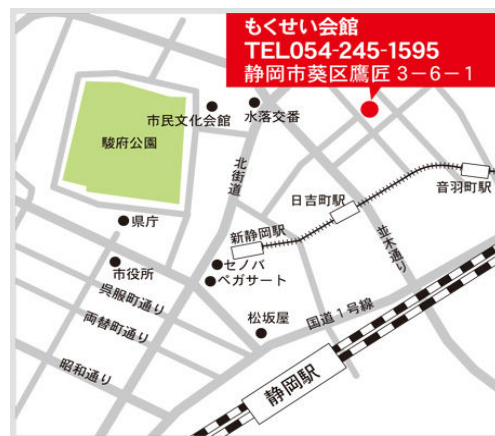 もくせい会館
TEL054-245-1595
静岡市葵区鷹匠3-6-1
市民文化会館
水落交番
駿府公園
北街道
音羽町駅
日吉町駅
県庁
新静岡駅
並木通り
市役所
セノバ
ペガサート
呉服町通り
国道1号線
両替町通り
松坂屋
昭和通り
静岡駅